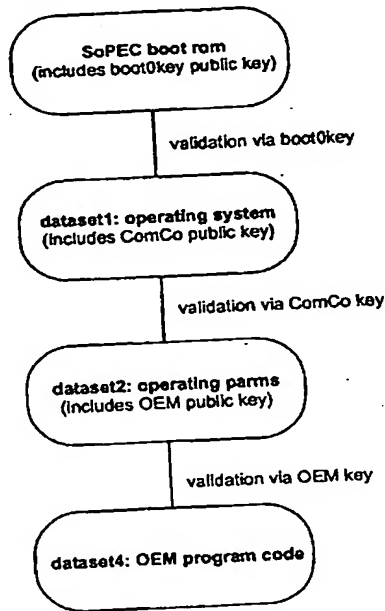 SoPEC boot rom
(includes boot0key public key)
validation via boot0key
dataset1: operating system
(includes ComCo public key)
validation via ComCo key
dataset2: operating parms
(includes OEM public key)
validation via OEM key
dataset4: OEM program code